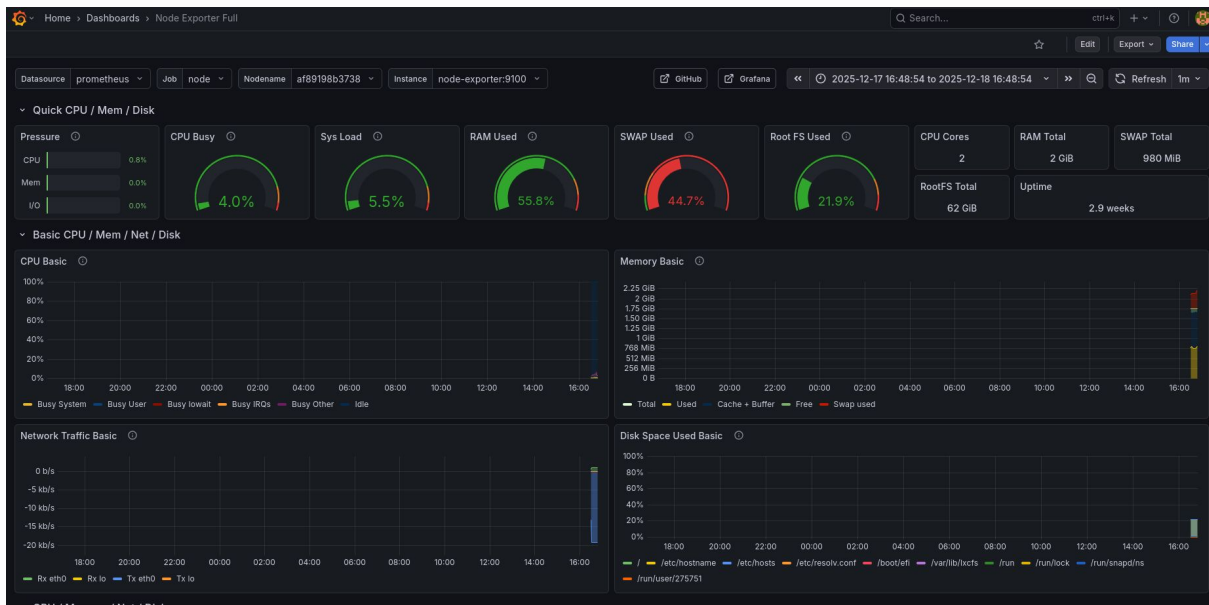 Home › Dashboards › Node Exporter Full
Search... ctrl+k
Edit Export Share
Datasource prometheus Job node Nodename af89198b3738 Instance node-exporter:9100 GitHub Grafana 2025-12-17 16:48:54 to 2025-12-18 16:48:54 Refresh 1m
Quick CPU / Mem / Disk
Pressure
CPU 0.8%
Mem 0.0%
I/O 0.0%
CPU Busy
4.0%
Sys Load
5.5%
RAM Used
55.8%
SWAP Used
44.7%
Root FS Used
21.9%
CPU Cores
2
RAM Total
2 GiB
SWAP Total
980 MiB
RootFS Total
62 GiB
Uptime
2.9 weeks
Basic CPU / Mem / Net / Disk
CPU Basic
100%
80%
60%
40%
20%
0%
18:00 20:00 22:00 00:00 02:00 04:00 06:00 08:00 10:00 12:00 14:00 16:00
Busy System Busy User Busy Iowait Busy IRQs Busy Other Idle
Memory Basic
2.25 GiB
2 GiB
1.75 GiB
1.50 GiB
1.25 GiB
1 GiB
768 MiB
512 MiB
256 MiB
0 B
18:00 20:00 22:00 00:00 02:00 04:00 06:00 08:00 10:00 12:00 14:00 16:00
Total Used Cache + Buffer Free Swap used
Network Traffic Basic
0 b/s
-5 kb/s
-10 kb/s
-15 kb/s
-20 kb/s
18:00 20:00 22:00 00:00 02:00 04:00 06:00 08:00 10:00 12:00 14:00 16:00
Rx eth0 Rx lo Tx eth0 Tx lo
Disk Space Used Basic
100%
80%
60%
40%
20%
0%
18:00 20:00 22:00 00:00 02:00 04:00 06:00 08:00 10:00 12:00 14:00 16:00
/ /etc/hostname /etc/hosts /etc/resolv.conf /boot/efi /var/lib/lxcfs /run /run/lock /run/snapd/ns
/run/user/275751